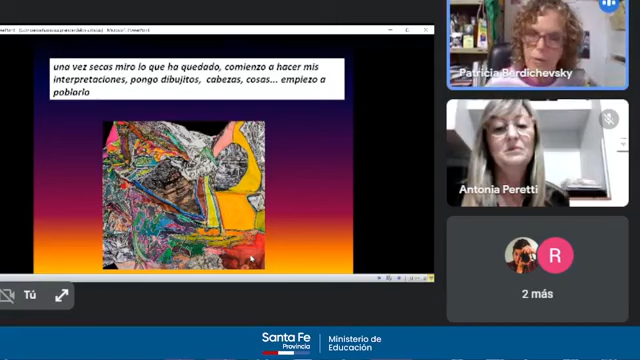 una vez secas miro lo que ha quedado, comienzo a hacer mis
interpretaciones, pongo dibujitos, cabezas, cosas... empiezo a
poblarlo
Patricia Berdichevsky
Antonia Peretti
R
2 más
Tú
Santa Fe
Provincia
Ministerio de
Educación